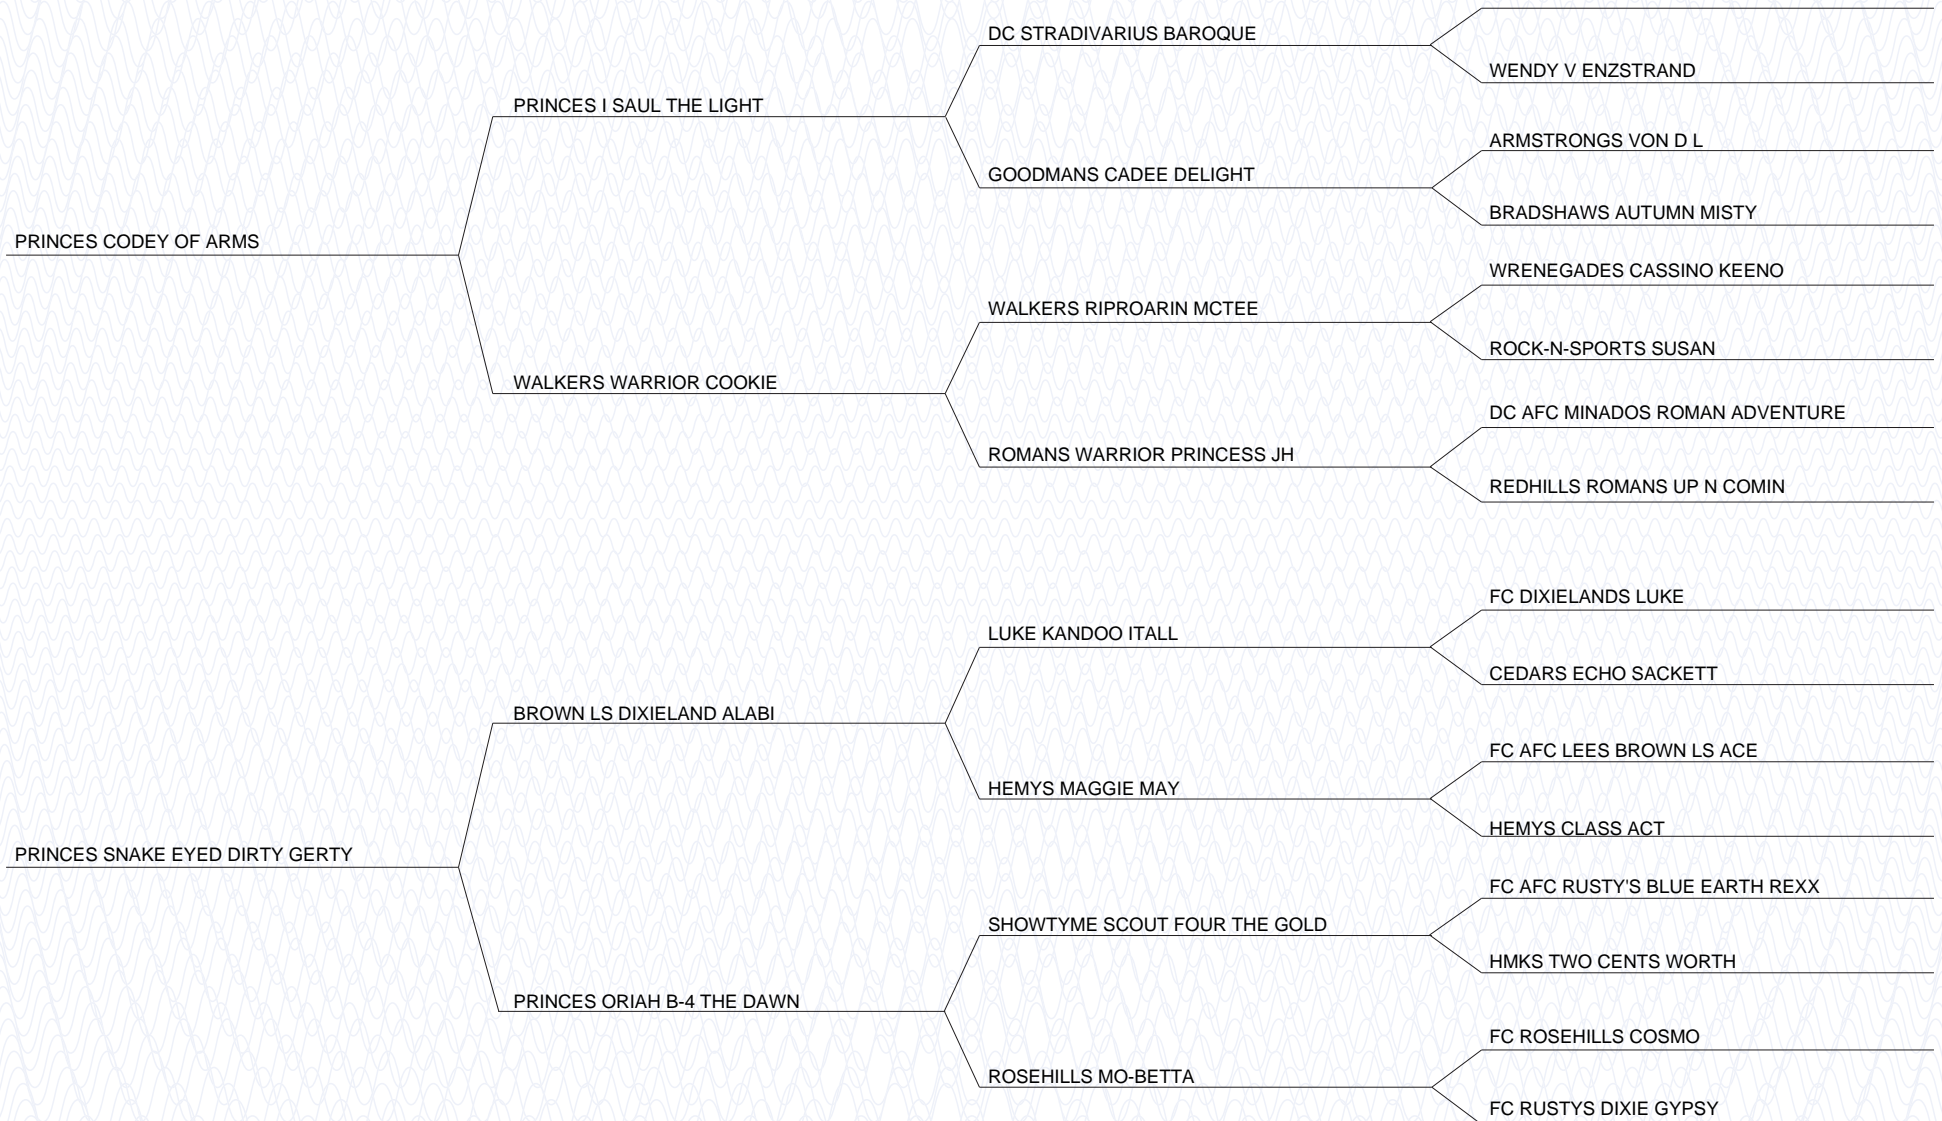 DC STRADIVARIUS BAROQUE
WENDY V ENZSTRAND
PRINCES I SAUL THE LIGHT
ARMSTRONGS VON D L
GOODMANS CADEE DELIGHT
BRADSHAWS AUTUMN MISTY
PRINCES CODEY OF ARMS
WRENEGADES CASSINO KEENO
WALKERS RIPROARIN MCTEE
ROCK-N-SPORTS SUSAN
WALKERS WARRIOR COOKIE
DC AFC MINADOS ROMAN ADVENTURE
ROMANS WARRIOR PRINCESS JH
REDHILLS ROMANS UP N COMIN
FC DIXIELANDS LUKE
LUKE KANDOO ITALL
CEDARS ECHO SACKETT
BROWN LS DIXIELAND ALABI
FC AFC LEES BROWN LS ACE
HEMYS MAGGIE MAY
HEMYS CLASS ACT
PRINCES SNAKE EYED DIRTY GERTY
FC AFC RUSTY'S BLUE EARTH REXX
SHOWTYME SCOUT FOUR THE GOLD
HMKS TWO CENTS WORTH
PRINCES ORIAH B-4 THE DAWN
FC ROSEHILLS COSMO
ROSEHILLS MO-BETTA
FC RUSTYS DIXIE GYPSY